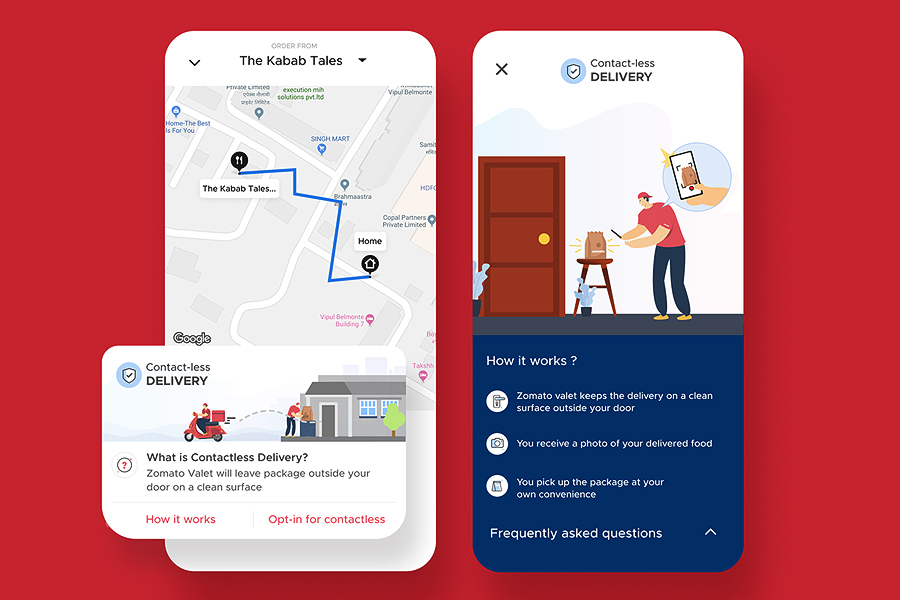 ORDER FROM
The Kabab Tales
Private Limited
प्राइवेट लिमिटेड
execution mih
solutions pvt.ltd
Vipul Belmonte
Home-The Best
Is For You
SINGH MART
The Kabab Tales...
Brahmaastra
HDFC
Copal Partners
Private Limited
Home
Vipul Belmonte
Building 7
Google
Takshh
Contact-less
DELIVERY
What is Contactless Delivery?
Zomato Valet will leave package outside your
door on a clean surface
How it works
Opt-in for contactless
Contact-less
DELIVERY
How it works ?
Zomato valet keeps the delivery on a clean
surface outside your door
You receive a photo of your delivered food
You pick up the package at your
own convenience
Frequently asked questions